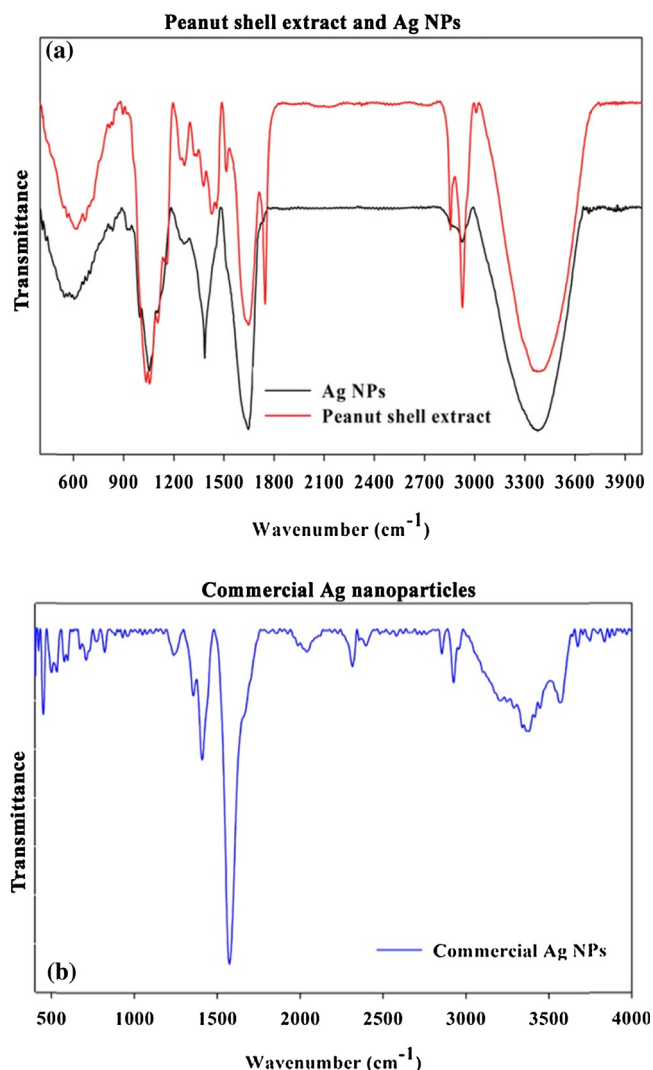 Peanut shell extract and Ag NPs
(a)
Transmittance
Ag NPs
Peanut shell extract
600 900 1200 1500 1800 2100 2400 2700 3000 3300 3600 3900
Wavenumber (cm-1)
Commercial Ag nanoparticles
Transmittance
Commercial Ag NPs
(b)
500 1000 1500 2000 2500 3000 3500 4000
Wavenumber (cm-1)